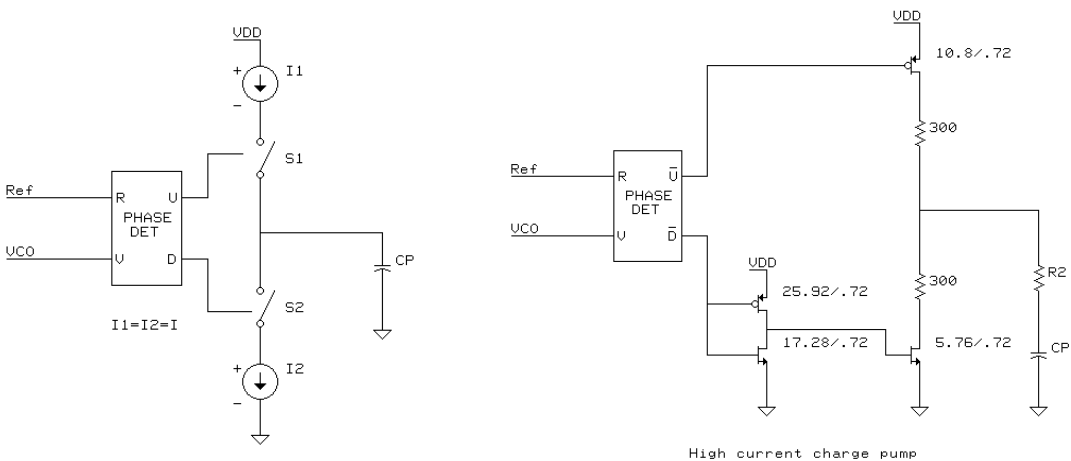 VDD
+
I1
-
S1
Ref
R U
PHASE
DET
VCO
V D
CP
S2
I1=I2=I
+
I2
-
VDD
10.8/.72
300
Ref
R U̅
PHASE
DET
VCO
V D̅
VDD
25.92/.72
17.28/.72
300
5.76/.72
R2
CP
High current charge pump